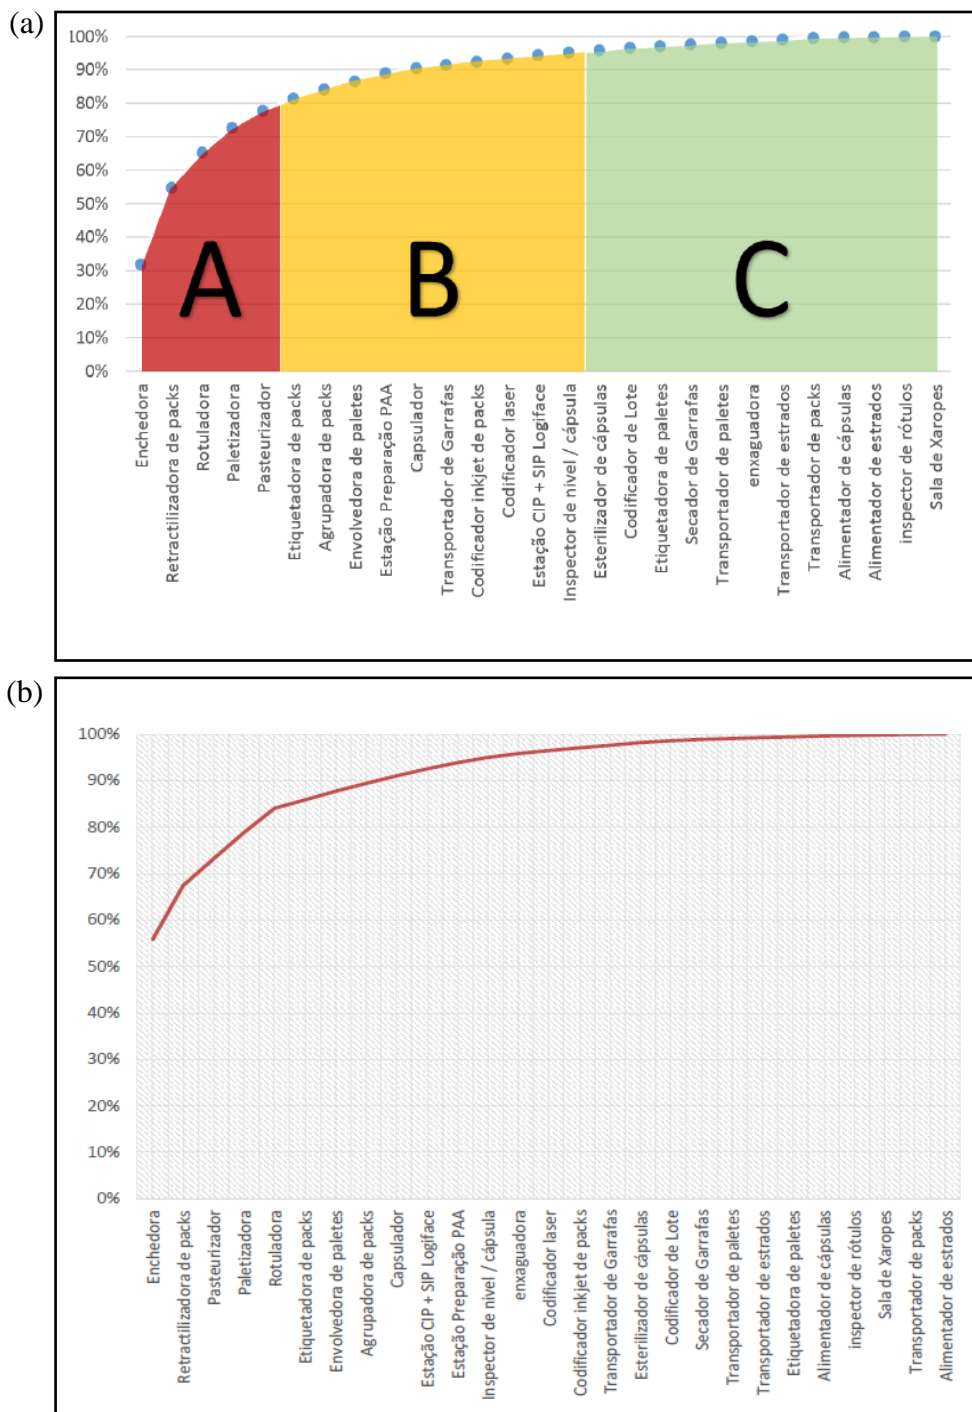 (a)
100%
90%
80%
70%
60%
50%
40%
30%
20%
10%
0%
A
B
C
Enchedora
Retractilizadora de packs
Rotuladora
Paletizadora
Pasteurizador
Etiquetadora de packs
Agrupadora de packs
Envolvedora de paletes
Estação Preparação PAA
Capsulador
Transportador de Garrafas
Codificador inkjet de packs
Codificador laser
Estação CIP + SIP Logiface
Inspector de nivel / cápsula
Esterilizador de cápsulas
Codificador de Lote
Etiquetadora de paletes
Secador de Garrafas
Transportador de paletes
enxaguadora
Transportador de estrados
Transportador de packs
Alimentador de cápsulas
Alimentador de estrados
inspector de rótulos
Sala de Xaropes
(b)
100%
90%
80%
70%
60%
50%
40%
30%
20%
10%
0%
Enchedora
Retractilizadora de packs
Pasteurizador
Paletizadora
Rotuladora
Etiquetadora de packs
Envolvedora de paletes
Agrupadora de packs
Capsulador
Estação CIP + SIP Logiface
Estação Preparação PAA
Inspector de nivel / cápsula
enxaguadora
Codificador laser
Codificador inkjet de packs
Transportador de Garrafas
Esterilizador de cápsulas
Codificador de Lote
Secador de Garrafas
Transportador de paletes
Transportador de estrados
Etiquetadora de paletes
Alimentador de cápsulas
inspector de rótulos
Sala de Xaropes
Transportador de packs
Alimentador de estrados